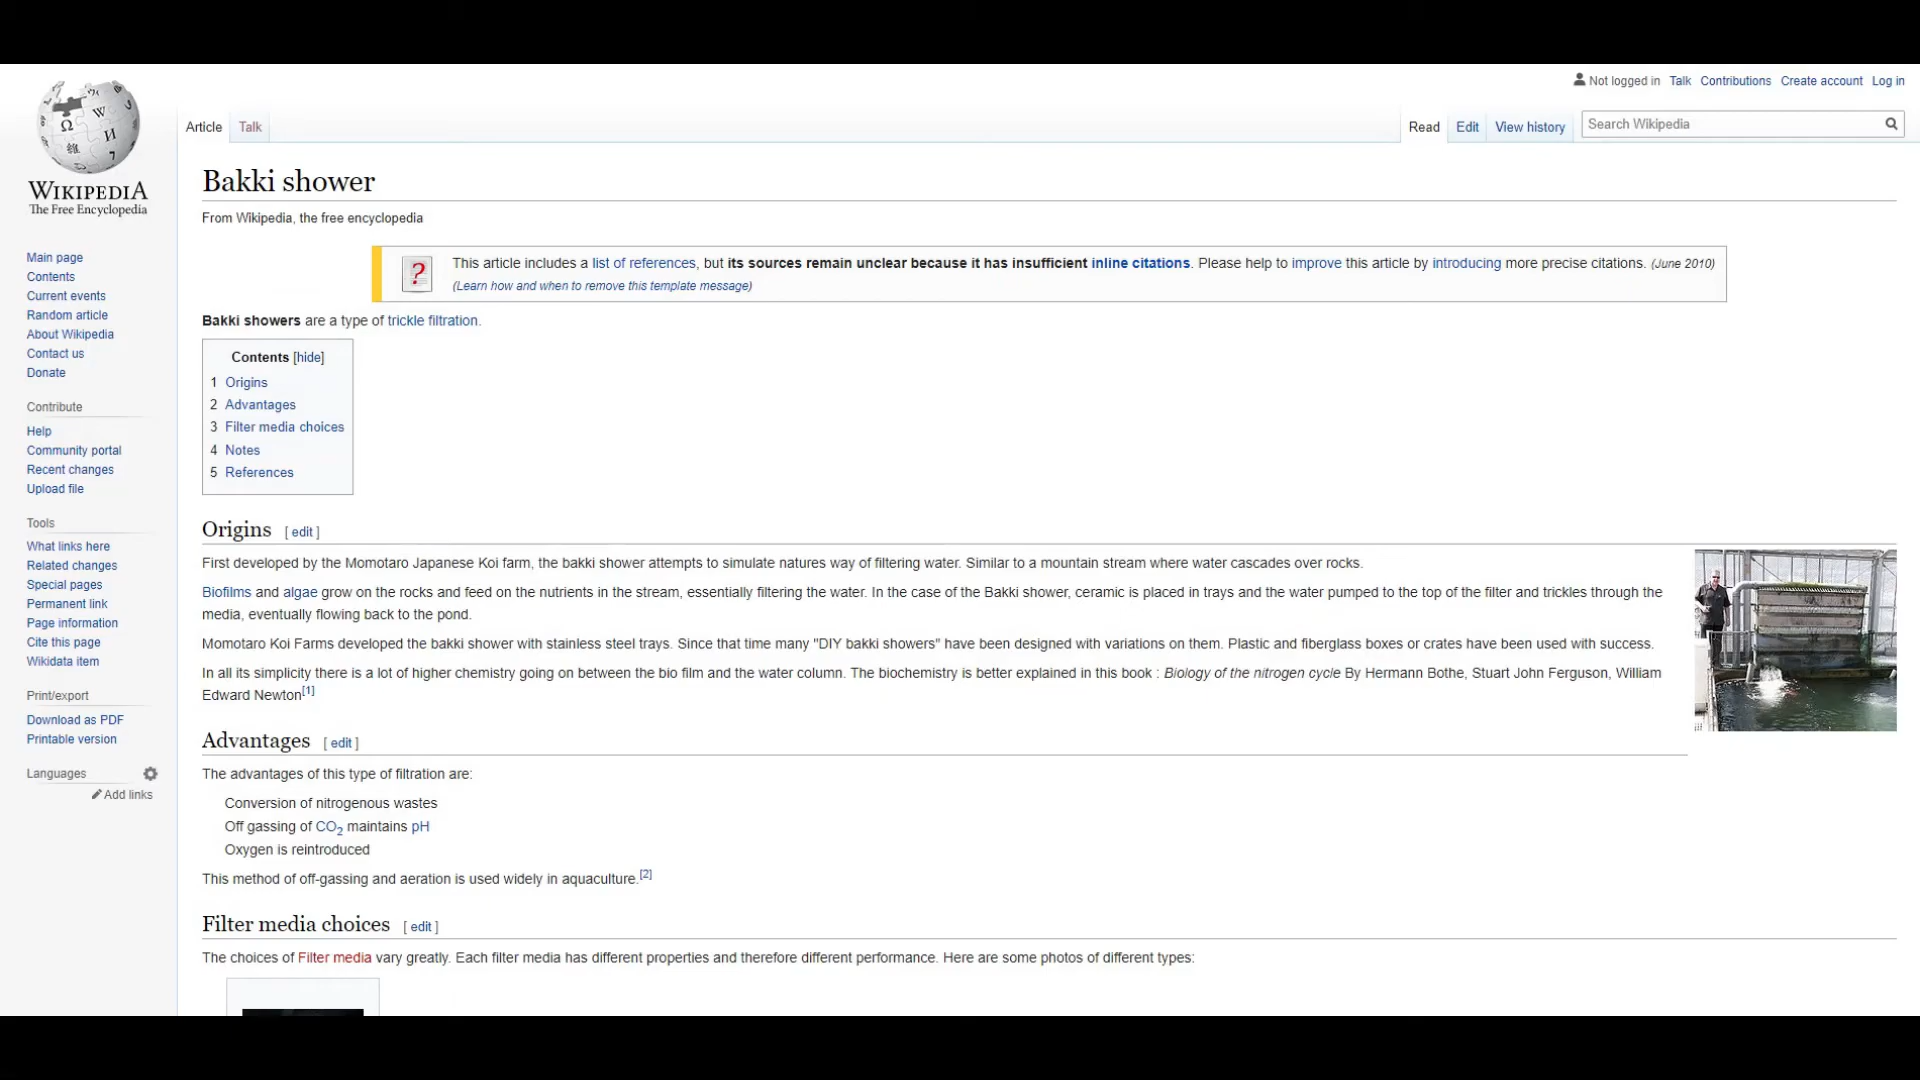 Not logged in Talk Contributions Create account Log in
Article Talk Read Edit View history Search Wikipedia
WIKIPEDIA
The Free Encyclopedia
Main page
Contents
Current events
Random article
About Wikipedia
Contact us
Donate
Contribute
Help
Community portal
Recent changes
Upload file
Tools
What links here
Related changes
Special pages
Permanent link
Page information
Cite this page
Wikidata item
Print/export
Download as PDF
Printable version
Languages
Add links
Bakki shower
From Wikipedia, the free encyclopedia
This article includes a list of references, but its sources remain unclear because it has insufficient inline citations. Please help to improve this article by introducing more precise citations. (June 2010)
(Learn how and when to remove this template message)
Bakki showers are a type of trickle filtration.
Contents [hide]
1 Origins
2 Advantages
3 Filter media choices
4 Notes
5 References
Origins [ edit ]
First developed by the Momotaro Japanese Koi farm, the bakki shower attempts to simulate natures way of filtering water. Similar to a mountain stream where water cascades over rocks.
Biofilms and algae grow on the rocks and feed on the nutrients in the stream, essentially filtering the water. In the case of the Bakki shower, ceramic is placed in trays and the water pumped to the top of the filter and trickles through the
media, eventually flowing back to the pond.
Momotaro Koi Farms developed the bakki shower with stainless steel trays. Since that time many "DIY bakki showers" have been designed with variations on them. Plastic and fiberglass boxes or crates have been used with success.
In all its simplicity there is a lot of higher chemistry going on between the bio film and the water column. The biochemistry is better explained in this book : Biology of the nitrogen cycle By Hermann Bothe, Stuart John Ferguson, William
Edward Newton[1]
Advantages [ edit ]
The advantages of this type of filtration are:
Conversion of nitrogenous wastes
Off gassing of CO2 maintains pH
Oxygen is reintroduced
This method of off-gassing and aeration is used widely in aquaculture.[2]
Filter media choices [ edit ]
The choices of Filter media vary greatly. Each filter media has different properties and therefore different performance. Here are some photos of different types: